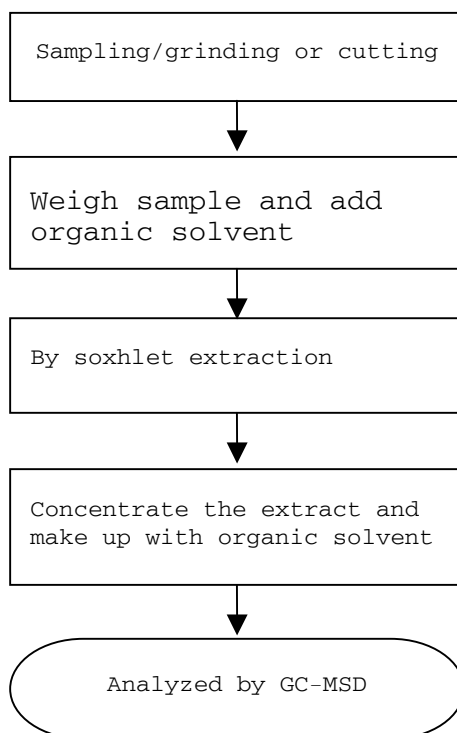 Sampling/grinding or cutting
Weigh sample and add
organic solvent
By soxhlet extraction
Concentrate the extract and
make up with organic solvent
Analyzed by GC-MSD